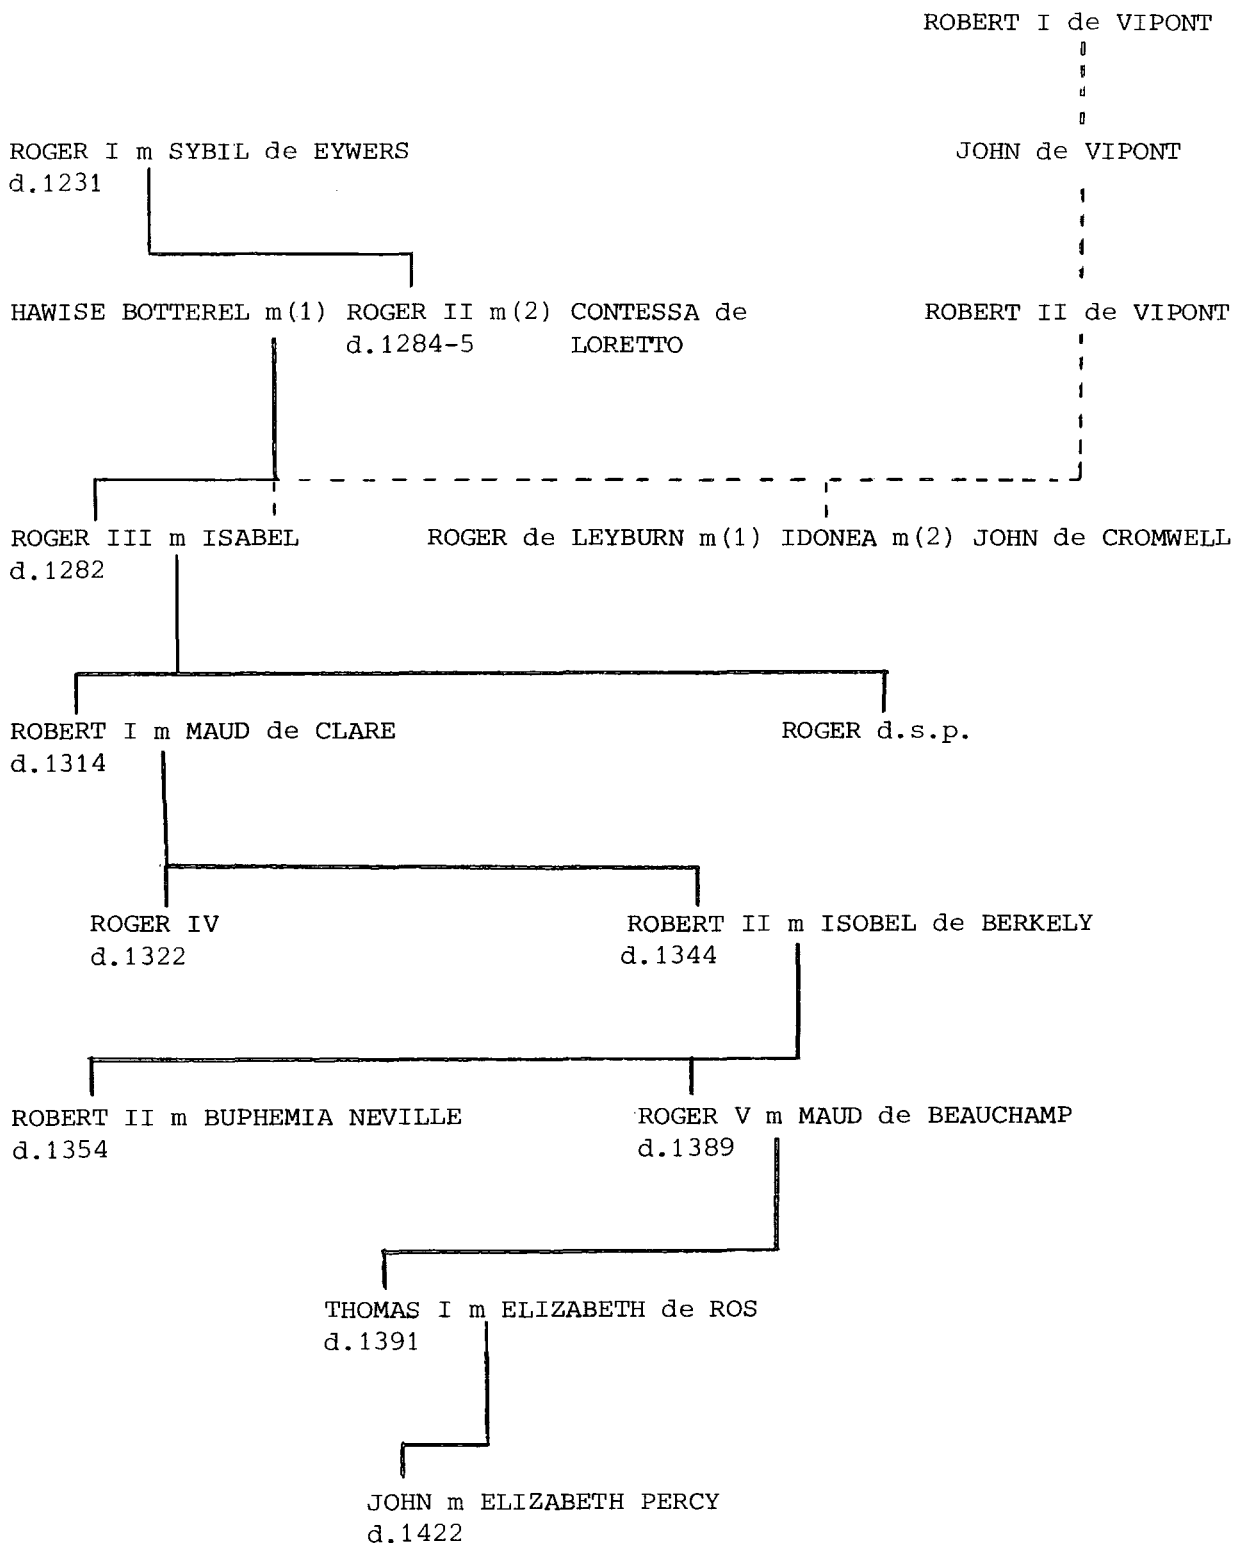 ROBERT I de VIPONT
ROGER I m SYBIL de EYWERS
d.1231
JOHN de VIPONT
HAWISE BOTTEREL m(1) ROGER II m(2) CONTESSA de
d.1284-5 LORETTO
ROBERT II de VIPONT
ROGER III m ISABEL
d.1282
ROGER de LEYBURN m(1) IDONEA m(2) JOHN de CROMWELL
ROBERT I m MAUD de CLARE
d.1314
ROGER d.s.p.
ROGER IV
d.1322
ROBERT II m ISOBEL de BERKELY
d.1344
ROBERT II m BUPHEMIA NEVILLE
d.1354
ROGER V m MAUD de BEAUCHAMP
d.1389
THOMAS I m ELIZABETH de ROS
d.1391
JOHN m ELIZABETH PERCY
d.1422